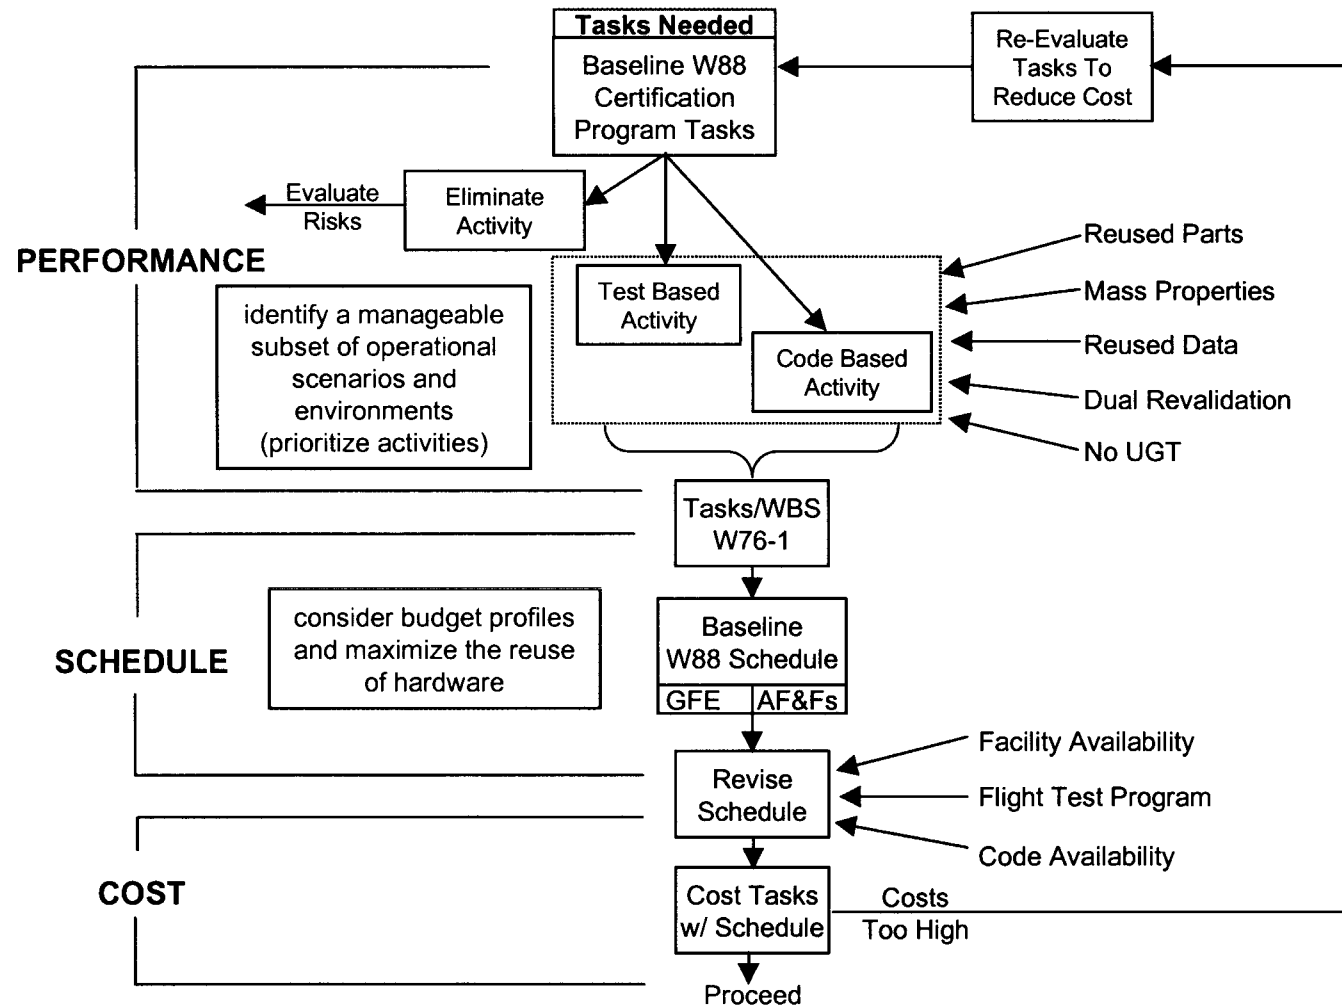 Tasks Needed
Baseline W88
Certification
Program Tasks
Re-Evaluate
Tasks To
Reduce Cost
Evaluate
Risks
Eliminate
Activity
PERFORMANCE
identify a manageable
subset of operational
scenarios and
environments
(prioritize activities)
Test Based
Activity
Code Based
Activity
Reused Parts
Mass Properties
Reused Data
Dual Revalidation
No UGT
Tasks/WBS
W76-1
SCHEDULE
consider budget profiles
and maximize the reuse
of hardware
Baseline
W88 Schedule
GFE
AF&Fs
Revise
Schedule
Facility Availability
Flight Test Program
Code Availability
COST
Cost Tasks
w/ Schedule
Costs
Too High
Proceed